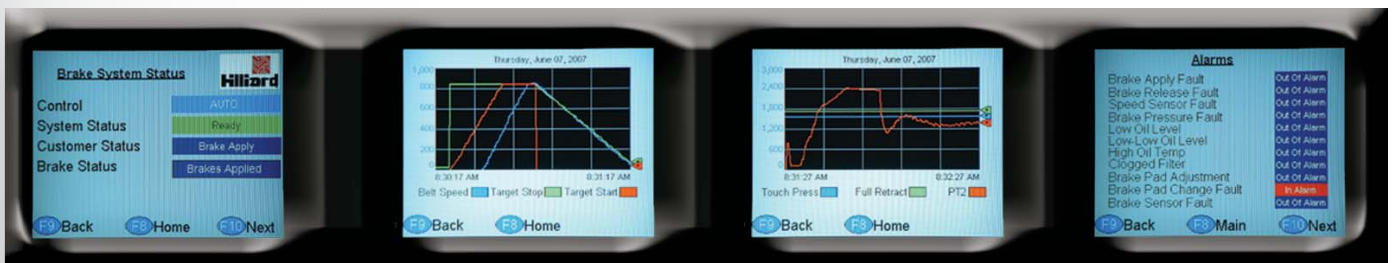 Brake System Status
Hilliard
Control AUTO
System Status Ready
Customer Status Brake Apply
Brake Status Brakes Applied
F9 Back F8 Home F10 Next
Thursday, June 07, 2007
1,000
800
600
400
200
0
8:30:17 AM 8:31:17 AM
Belt Speed Target Stop Target Start
F9 Back F8 Home
Thursday, June 07, 2007
3,000
2,400
1,800
1,200
600
0
8:31:27 AM 8:32:27 AM
Touch Press Full Retract PT2
F9 Back F8 Home
Alarms
Brake Apply Fault Out Of Alarm
Brake Release Fault Out Of Alarm
Speed Sensor Fault Out Of Alarm
Brake Pressure Fault Out Of Alarm
Low Oil Level Out Of Alarm
Low-Low Oil Level Out Of Alarm
High Oil Temp Out Of Alarm
Clogged Filter Out Of Alarm
Brake Pad Adjustment Out Of Alarm
Brake Pad Change Fault In Alarm
Brake Sensor Fault Out Of Alarm
F9 Back F8 Main F10 Next